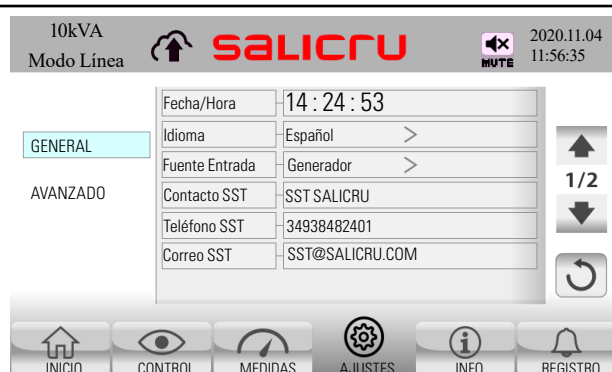 10kVA
Modo Línea
salicru
MUTE
2020.11.04
11:56:35
GENERAL
AVANZADO
Fecha/Hora 14 : 24 : 53
Idioma Español >
Fuente Entrada Generador >
Contacto SST SST SALICRU
Teléfono SST 34938482401
Correo SST SST@SALICRU.COM
1/2
INICIO CONTROL MEDIDAS AJUSTES INFO REGISTRO